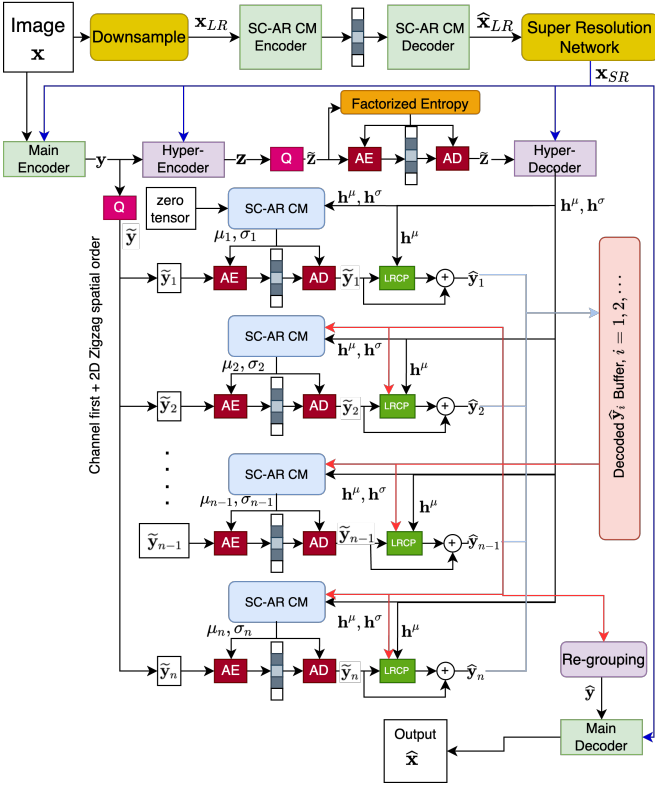 Image
x
Downsample
x_LR
SC-AR CM
Encoder
SC-AR CM
Decoder
x̂_LR
Super Resolution
Network
x_SR
Factorized Entropy
Main
Encoder
y
Hyper-
Encoder
z
Q
z̃
AE
AD
z̃
Hyper-
Decoder
Q
ỹ
zero
tensor
SC-AR CM
h^μ, h^σ
h^μ, h^σ
μ_1, σ_1
h^μ
ỹ_1
AE
AD
ỹ_1
LRCP
+
ŷ_1
SC-AR CM
h^μ, h^σ
μ_2, σ_2
h^μ
ỹ_2
AE
AD
ỹ_2
LRCP
+
ŷ_2
SC-AR CM
h^μ, h^σ
μ_{n-1}, σ_{n-1}
h^μ
ỹ_{n-1}
AE
AD
ỹ_{n-1}
LRCP
+
ŷ_{n-1}
SC-AR CM
h^μ, h^σ
μ_n, σ_n
h^μ
ỹ_n
AE
AD
ỹ_n
LRCP
+
ŷ_n
Channel first + 2D Zigzag spatial order
Decoded ŷ_i Buffer, i = 1, 2, ···
Re-grouping
ŷ
Main
Decoder
Output
x̂